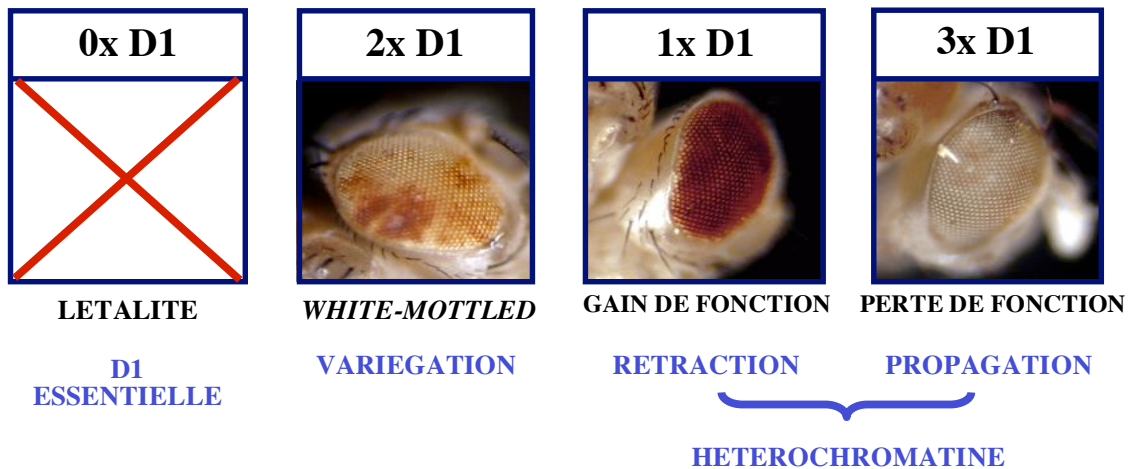 0x D1
2x D1
1x D1
3x D1
LETALITE
WHITE-MOTTLED
GAIN DE FONCTION
PERTE DE FONCTION
D1
ESSENTIELLE
VARIEGATION
RETRACTION
PROPAGATION
HETEROCHROMATINE